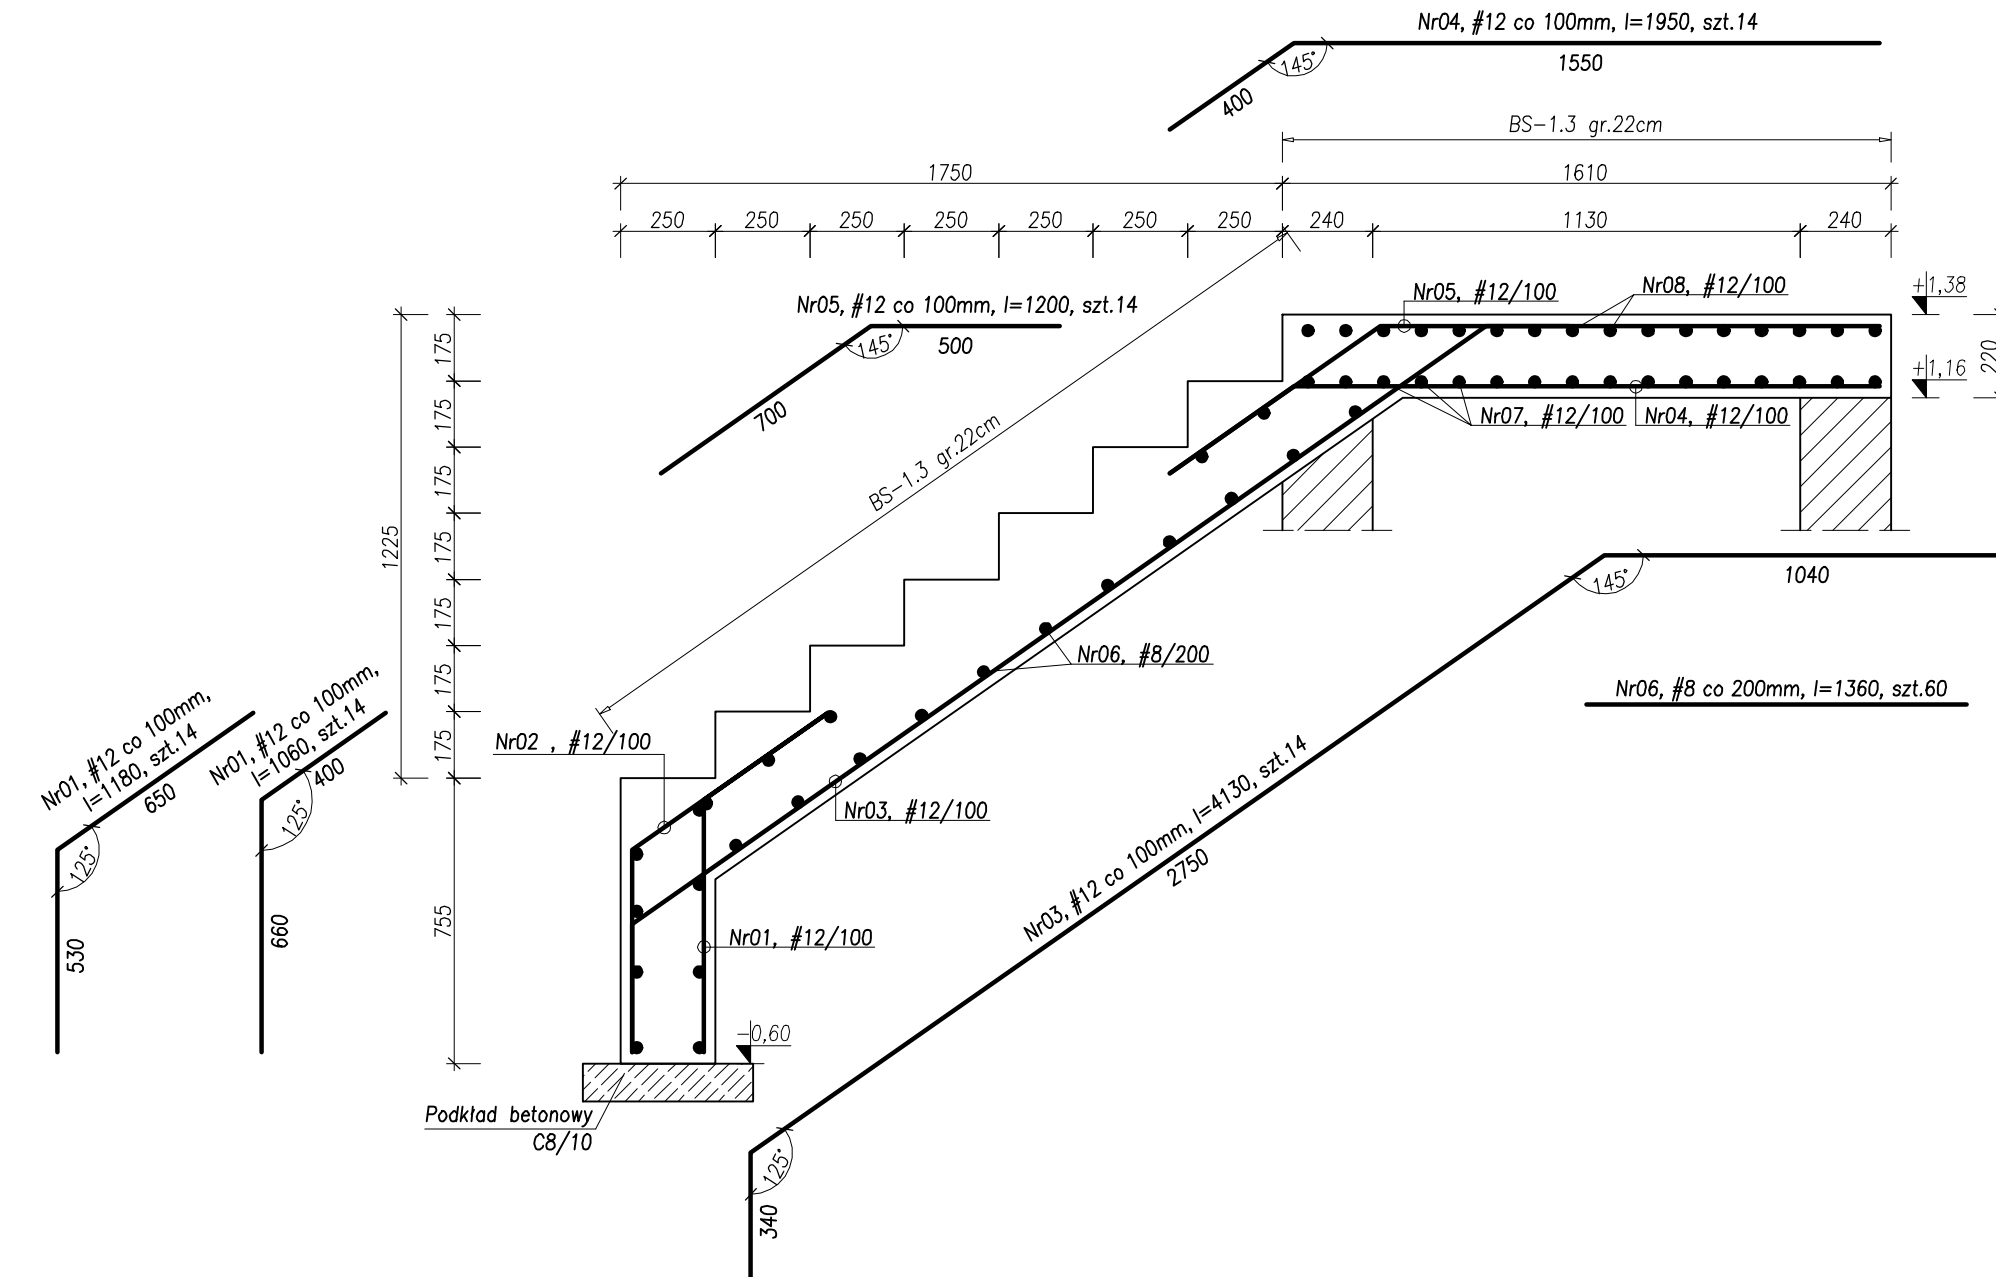 Nr04, #12 co 100mm, l=1950, szt.14
145°
1550
400
BS-1.3 gr.22cm
1750
1610
250
250
250
250
250
250
250
240
1130
240
Nr05, #12 co 100mm, l=1200, szt.14
145°
500
700
BS-1.3 gr.22cm
Nr05, #12/100
Nr08, #12/100
+1,38
+1,16
220
Nr07, #12/100
Nr04, #12/100
1225
175
175
175
175
175
175
175
755
145°
1040
Nr06, #8/200
Nr06, #8 co 200mm, l=1360, szt.60
Nr01, #12 co 100mm,
l=1180, szt.14
650
125°
530
Nr01, #12 co 100mm,
l=1060, szt.14
400
125°
660
Nr02 , #12/100
Nr03, #12/100
Nr03, #12 co 100mm, l=4130, szt.14
2750
Nr01, #12/100
-0,60
Podkład betonowy
C8/10
125°
340